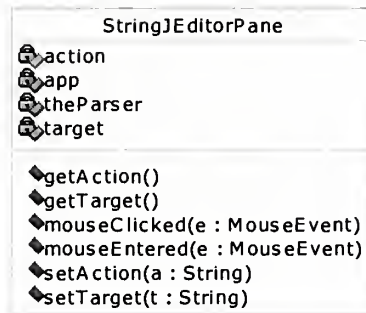 StringJEditorPane
action
app
theParser
target
getAction()
getTarget()
mouseClicked(e : MouseEvent)
mouseEntered(e : MouseEvent)
setAction(a : String)
setTarget(t : String)